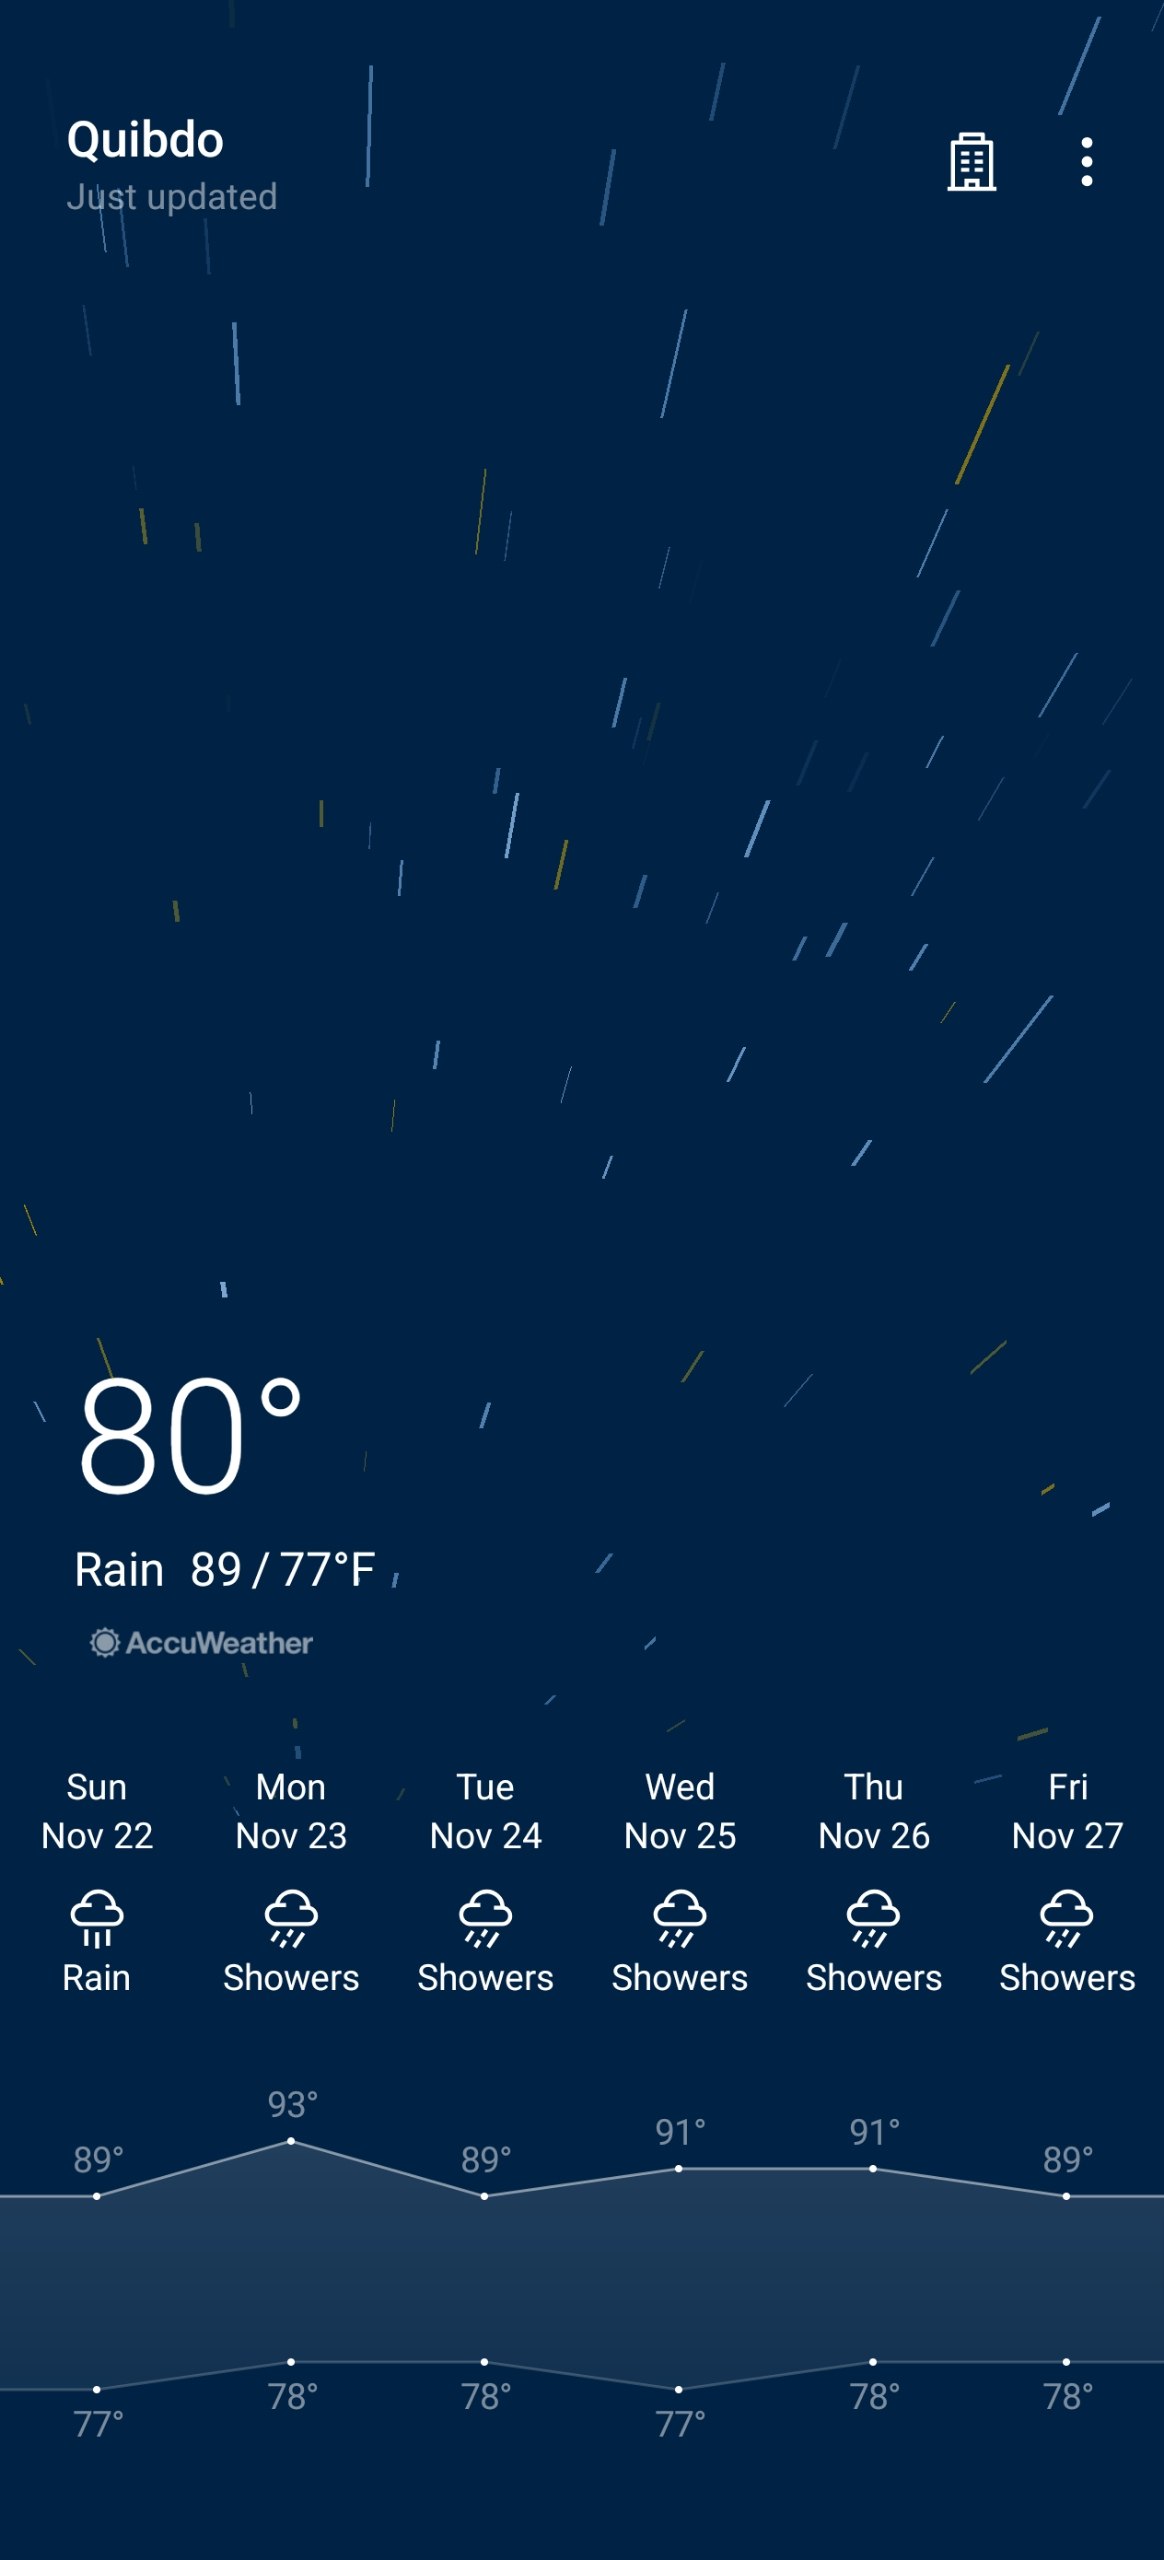 Quibdo
Just updated
80°
Rain 89 / 77°F
AccuWeather
Sun Mon Tue Wed Thu Fri
Nov 22 Nov 23 Nov 24 Nov 25 Nov 26 Nov 27
Rain Showers Showers Showers Showers Showers
89° 93° 89° 91° 91° 89°
77° 78° 78° 77° 78° 78°